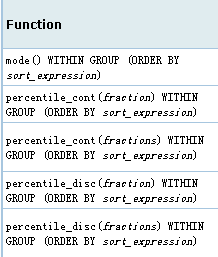 Function
mode() WITHIN GROUP (ORDER BY
sort_expression)
percentile_cont(fraction) WITHIN
GROUP (ORDER BY sort_expression)
percentile_cont(fractions) WITHIN
GROUP (ORDER BY sort_expression)
percentile_disc(fraction) WITHIN
GROUP (ORDER BY sort_expression)
percentile_disc(fractions) WITHIN
GROUP (ORDER BY sort_expression)